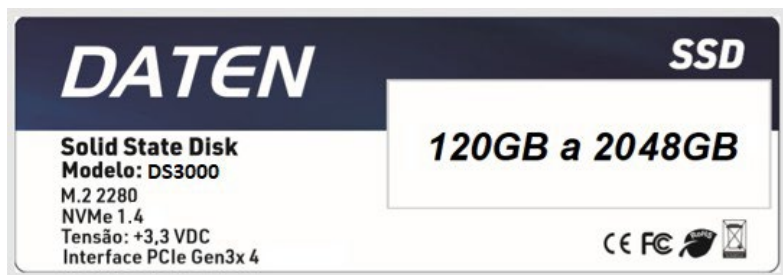 DATEN
SSD
120GB a 2048GB
Solid State Disk
Modelo: DS3000
M.2 2280
NVMe 1.4
Tensão: +3,3 VDC
Interface PCIe Gen3x 4
CE FC RoHS